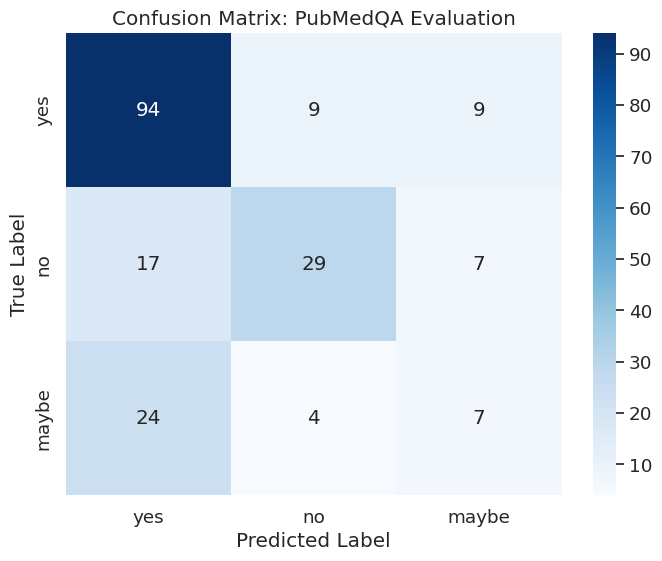 Confusion Matrix: PubMedQA Evaluation
True Label
yes
94
9
9
no
17
29
7
maybe
24
4
7
yes
no
maybe
Predicted Label
90
80
70
60
50
40
30
20
10